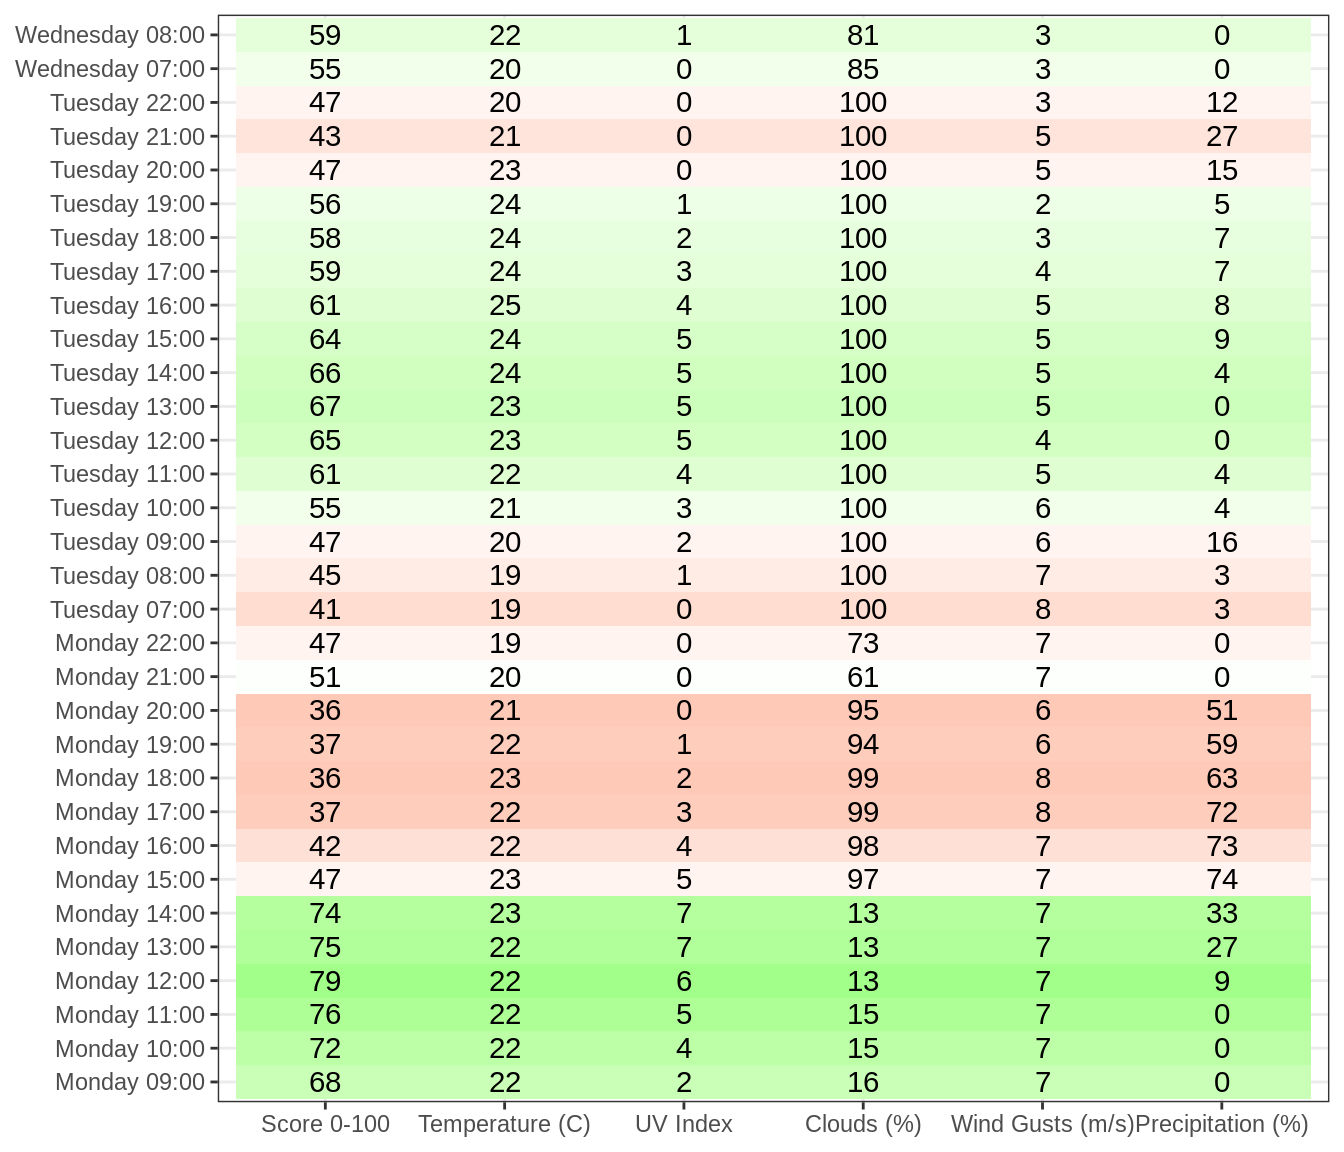 Wednesday 08:00 59 22 1 81 3 0
Wednesday 07:00 55 20 0 85 3 0
Tuesday 22:00 47 20 0 100 3 12
Tuesday 21:00 43 21 0 100 5 27
Tuesday 20:00 47 23 0 100 5 15
Tuesday 19:00 56 24 1 100 2 5
Tuesday 18:00 58 24 2 100 3 7
Tuesday 17:00 59 24 3 100 4 7
Tuesday 16:00 61 25 4 100 5 8
Tuesday 15:00 64 24 5 100 5 9
Tuesday 14:00 66 24 5 100 5 4
Tuesday 13:00 67 23 5 100 5 0
Tuesday 12:00 65 23 5 100 4 0
Tuesday 11:00 61 22 4 100 5 4
Tuesday 10:00 55 21 3 100 6 4
Tuesday 09:00 47 20 2 100 6 16
Tuesday 08:00 45 19 1 100 7 3
Tuesday 07:00 41 19 0 100 8 3
Monday 22:00 47 19 0 73 7 0
Monday 21:00 51 20 0 61 7 0
Monday 20:00 36 21 0 95 6 51
Monday 19:00 37 22 1 94 6 59
Monday 18:00 36 23 2 99 8 63
Monday 17:00 37 22 3 99 8 72
Monday 16:00 42 22 4 98 7 73
Monday 15:00 47 23 5 97 7 74
Monday 14:00 74 23 7 13 7 33
Monday 13:00 75 22 7 13 7 27
Monday 12:00 79 22 6 13 7 9
Monday 11:00 76 22 5 15 7 0
Monday 10:00 72 22 4 15 7 0
Monday 09:00 68 22 2 16 7 0
Score 0-100 Temperature (C) UV Index Clouds (%) Wind Gusts (m/s) Precipitation (%)